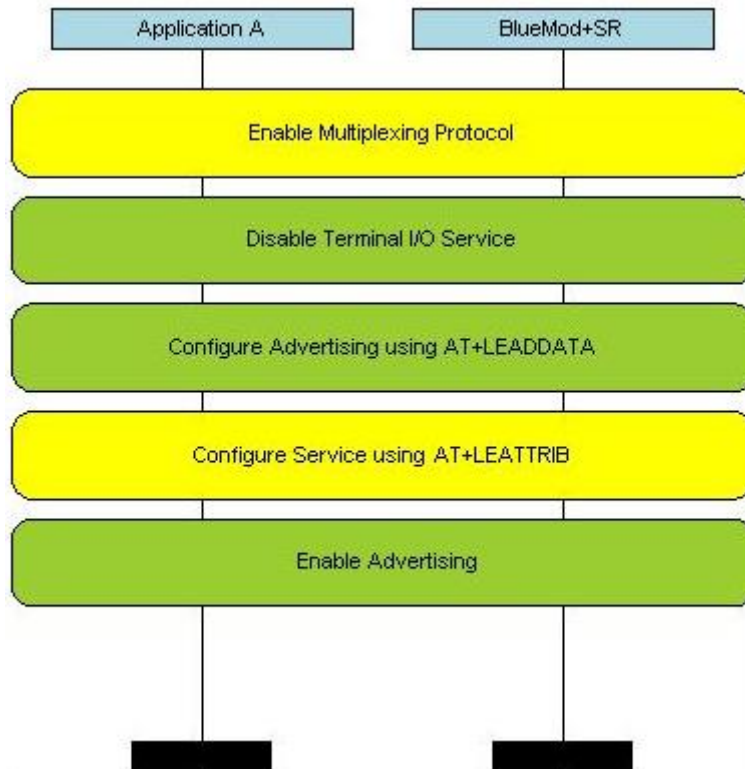 Application A
BlueMod+SR
Enable Multiplexing Protocol
Disable Terminal I/O Service
Configure Advertising using AT+LEADDATA
Configure Service using AT+LEATTRIB
Enable Advertising